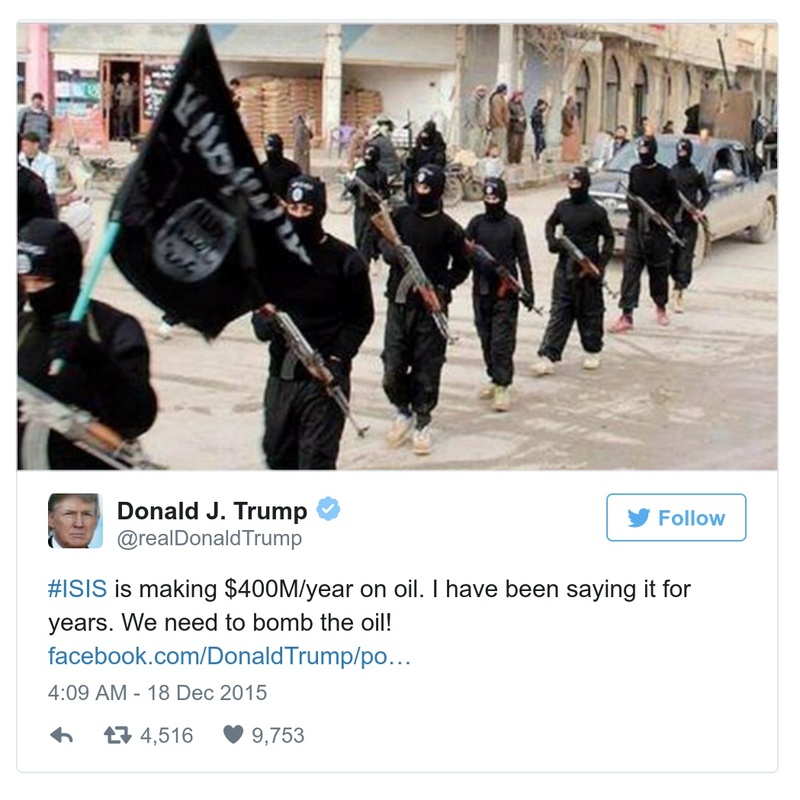 Donald J. Trump
@realDonaldTrump
Follow
#ISIS is making $400M/year on oil. I have been saying it for
years. We need to bomb the oil!
facebook.com/DonaldTrump/po…
4:09 AM - 18 Dec 2015
4,516 9,753